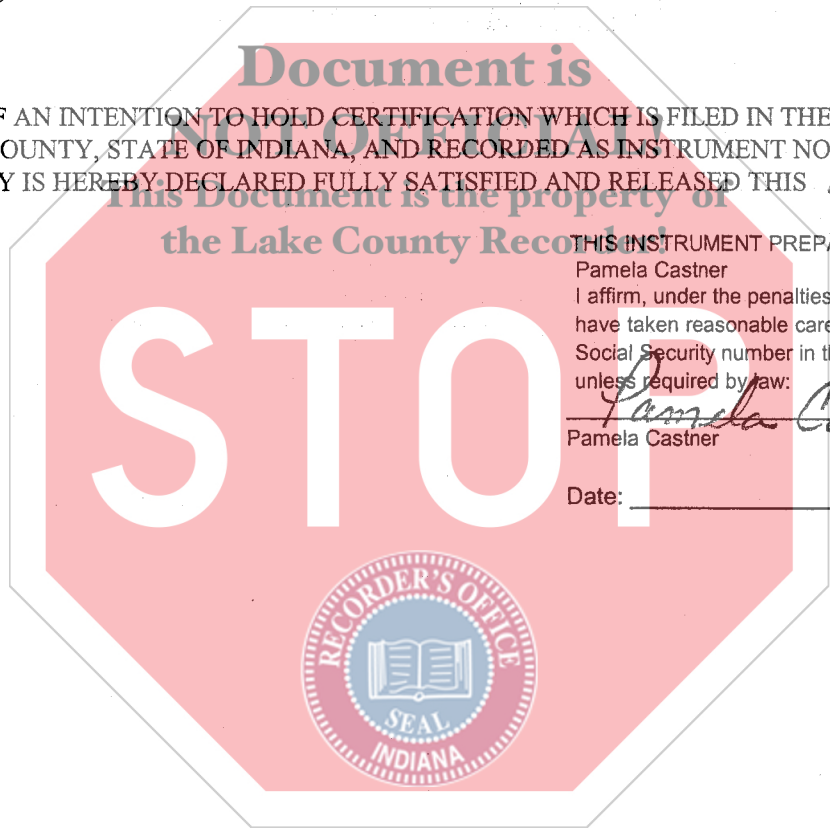 Document is
F AN INTENTION TO HOLD CERTIFICATION WHICH IS FILED IN THE
NOT OFFICIAL!
OUNTY, STATE OF INDIANA, AND RECORDED AS INSTRUMENT NO
Y IS HEREBY DECLARED FULLY SATISFIED AND RELEASED THIS
This Document is the property of
the Lake County Recorder!
THIS INSTRUMENT PREPA
Pamela Castner
I affirm, under the penalties
have taken reasonable care
Social Security number in th
unless required by law:
Pamela C
Pamela Castner
Date:
STOP
RECORDER'S OFFICE
SEAL
INDIANA